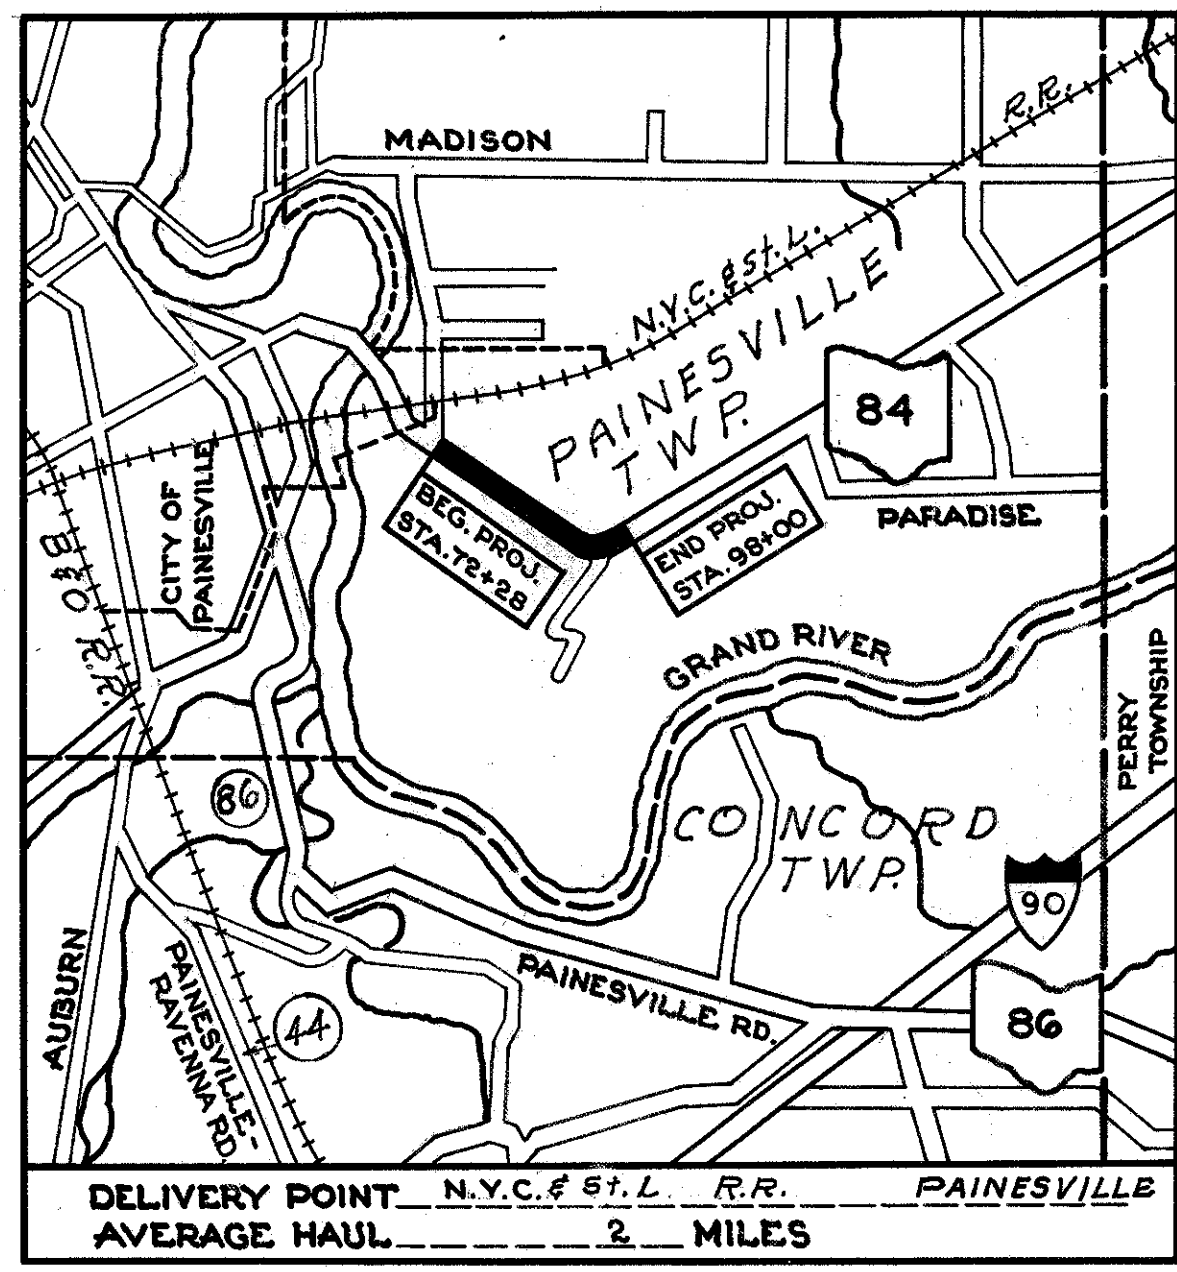 MADISON
R.R.
N.Y.C. & St. L.
PAINESVILLE
TWP.
84
PARADISE
BEG. PROJ.
STA. 72+28
END PROJ.
STA. 98+00
CITY OF
PAINESVILLE
B & O R.R.
GRAND RIVER
PERRY
TOWNSHIP
86
CONCORD
TWP.
90
AUBURN
PAINESVILLE-
RAVENNA RD.
44
PAINESVILLE RD.
86
DELIVERY POINT N.Y.C. & St. L. R.R. PAINESVILLE
AVERAGE HAUL 2 MILES